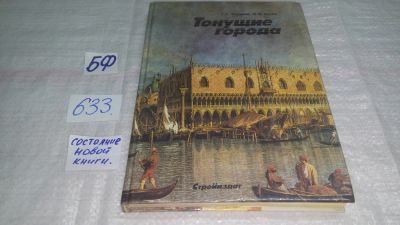 Тонущие
города
Стройиздат
БФ
633.
СОСТОЯНИЕ
НОВОЙ
КНИГИ.